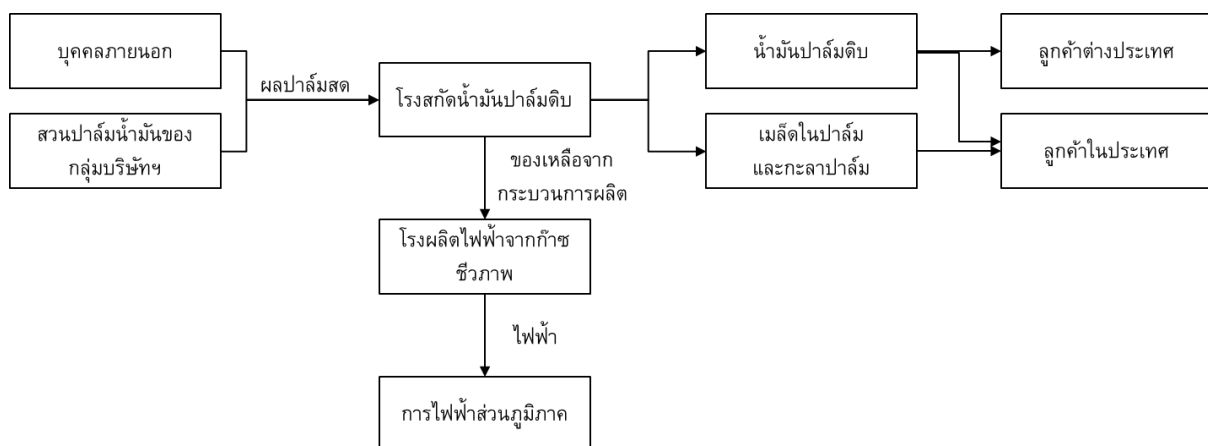 บุคคลภายนอก
สวนปาล์มน้ำมันของ
กลุ่มบริษัทฯ
ผลปาล์มสด
โรงสกัดน้ำมันปาล์มดิบ
น้ำมันปาล์มดิบ
ลูกค้าต่างประเทศ
เมล็ดในปาล์ม
และกะลาปาล์ม
ลูกค้าในประเทศ
ของเหลือจาก
กระบวนการผลิต
โรงผลิตไฟฟ้าจากก๊าซ
ชีวภาพ
ไฟฟ้า
การไฟฟ้าส่วนภูมิภาค